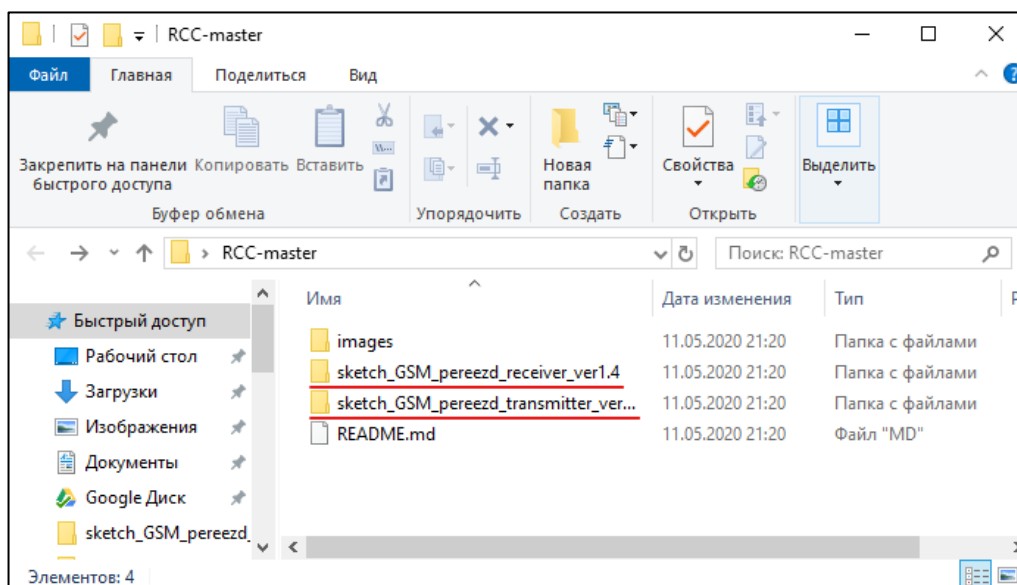 RCC-master
Файл Главная Поделиться Вид
Закрепить на панели быстрого доступа
Копировать
Вставить
Новая папка
Свойства
Выделить
Буфер обмена Упорядочить Создать Открыть
RCC-master Поиск: RCC-master
Имя Дата изменения Тип
Быстрый доступ
Рабочий стол
Загрузки
Изображения
Документы
Google Диск
sketch_GSM_pereezd_
images 11.05.2020 21:20 Папка с файлами
sketch_GSM_pereezd_receiver_ver1.4 11.05.2020 21:20 Папка с файлами
sketch_GSM_pereezd_transmitter_ver... 11.05.2020 21:20 Папка с файлами
README.md 11.05.2020 21:20 Файл "MD"
Элементов: 4